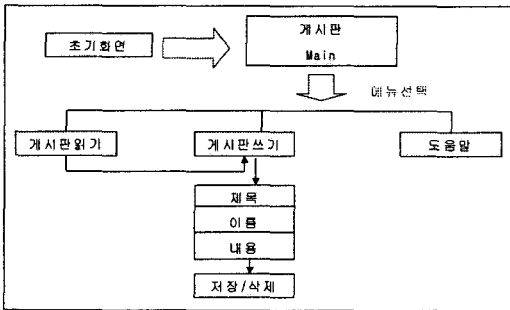 초기화면
게시판
Main
메뉴선택
게시판읽기
게시판쓰기
도움말
제목
이름
내용
저장/삭제